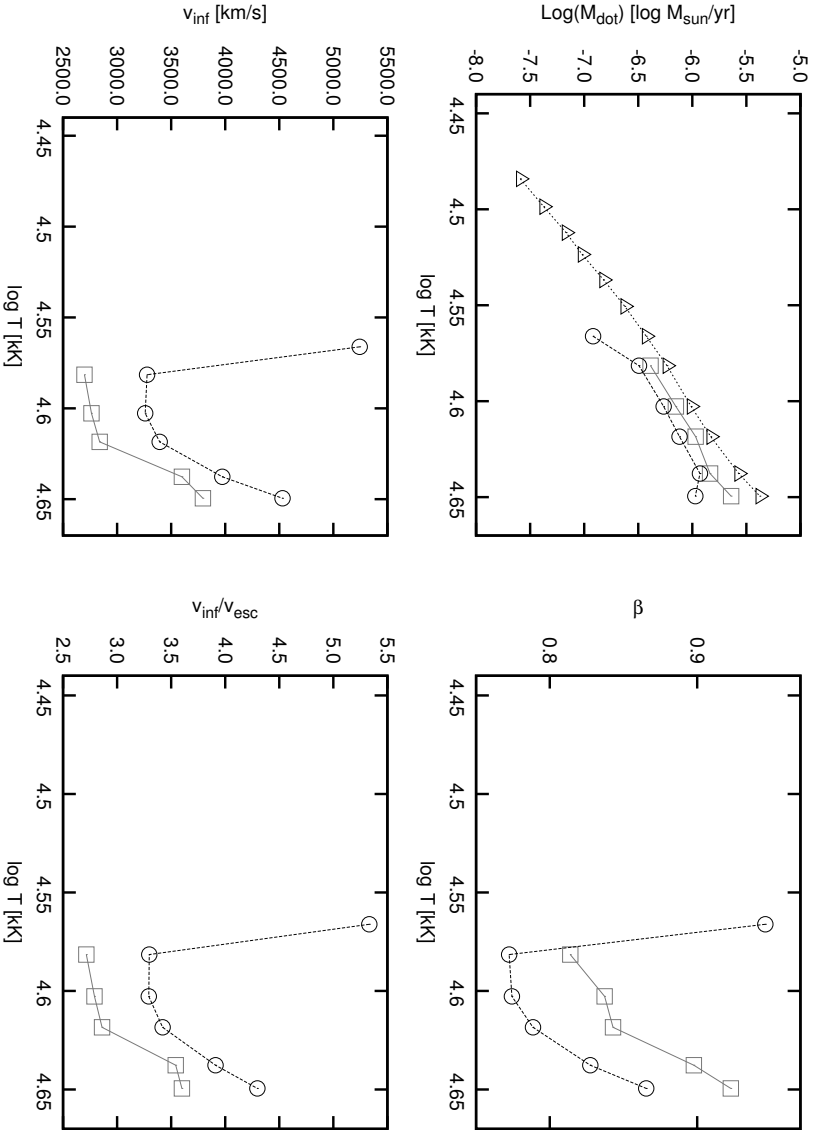 Log(M_dot) [log M_sun/yr]
-8.0 -7.5 -7.0 -6.5 -6.0 -5.5 -5.0
4.45 4.5 4.55 4.6 4.65
log T [kK]
β
0.8 0.9
4.45 4.5 4.55 4.6 4.65
log T [kK]
v_inf [km/s]
2500.0 3000.0 3500.0 4000.0 4500.0 5000.0 5500.0
4.45 4.5 4.55 4.6 4.65
log T [kK]
v_inf/v_esc
2.5 3.0 3.5 4.0 4.5 5.0 5.5
4.45 4.5 4.55 4.6 4.65
log T [kK]